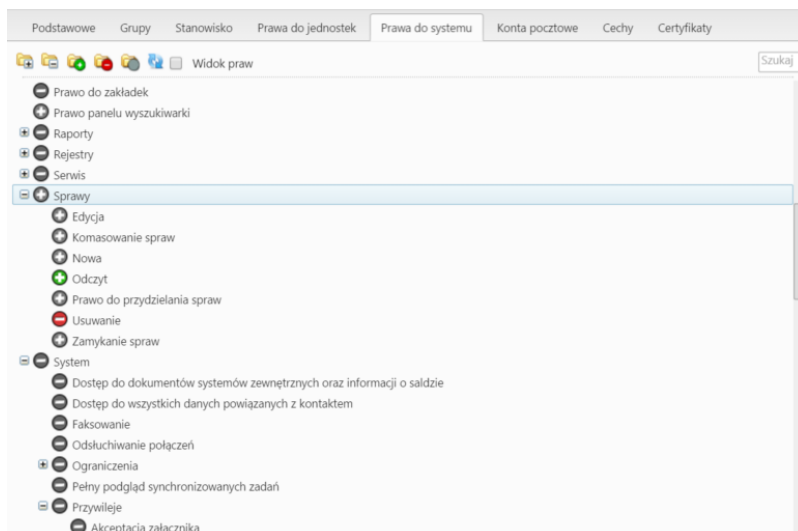 Podstawowe Grupy Stanowisko Prawa do jednostek Prawa do systemu Konta pocztowe Cechy Certyfikaty
Widok praw Szukaj
Prawo do zakładek
Prawo panelu wyszukiwarki
Raporty
Rejestry
Serwis
Sprawy
Edycja
Komasowanie spraw
Nowa
Odczyt
Prawo do przydzielania spraw
Usuwanie
Zamykanie spraw
System
Dostęp do dokumentów systemów zewnętrznych oraz informacji o saldzie
Dostęp do wszystkich danych powiązanych z kontaktem
Faksowanie
Odsłuchiwanie połączeń
Ograniczenia
Pełny podgląd synchronizowanych zadań
Przywileje
Akceptacja załącznika